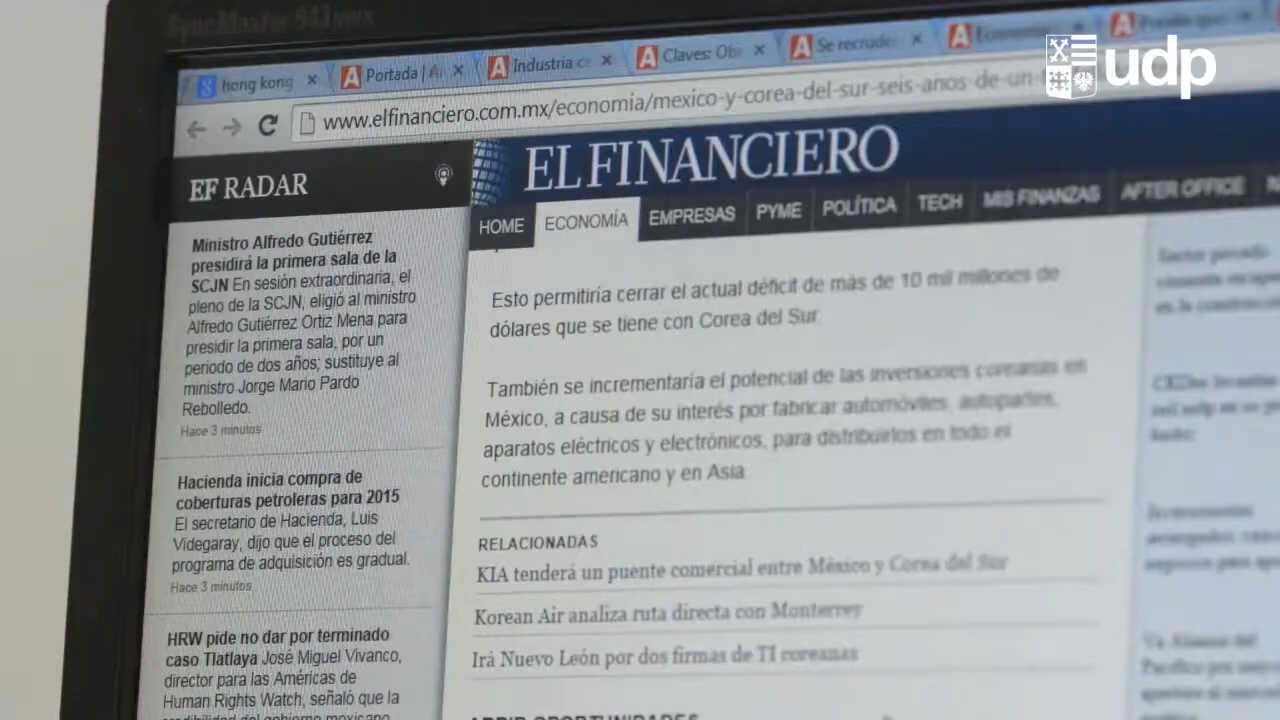 SyncMaster 943
hong kong
Portada | A
Industria ce
Claves: Ob
Se recrude
udp
www.elfinanciero.com.mx/economia/mexico-y-corea-del-sur-seis-anos-de-un-
EF RADAR
EL FINANCIERO
HOME ECONOMÍA EMPRESAS PYME POLÍTICA TECH MIS FINANZAS AFTER OFFICE
Ministro Alfredo Gutiérrez
presidirá la primera sala de la
SCJN En sesión extraordinaria, el
pleno de la SCJN, eligió al ministro
Alfredo Gutiérrez Ortiz Mena para
presidir la primera sala, por un
periodo de dos años; sustituye al
ministro Jorge Mario Pardo
Rebolledo.
Hace 3 minutos
Hacienda inicia compra de
coberturas petroleras para 2015
El secretario de Hacienda, Luis
Videgaray, dijo que el proceso del
programa de adquisición es gradual.
Hace 3 minutos
HRW pide no dar por terminado
caso Tlatlaya José Miguel Vivanco,
director para las Américas de
Human Rights Watch, señaló que la
credibilidad del gobierno mexicano
Esto permitiría cerrar el actual déficit de más de 10 mil millones de
dólares que se tiene con Corea del Sur.
También se incrementaría el potencial de las inversiones coreanas en
México, a causa de su interés por fabricar automóviles, autopartes,
aparatos eléctricos y electrónicos, para distribuirlos en todo el
continente americano y en Asia.
RELACIONADAS
KIA tenderá un puente comercial entre México y Corea del Sur
Korean Air analiza ruta directa con Monterrey
Irá Nuevo León por dos firmas de TI coreanas
ABRIR OPORTUNIDADES